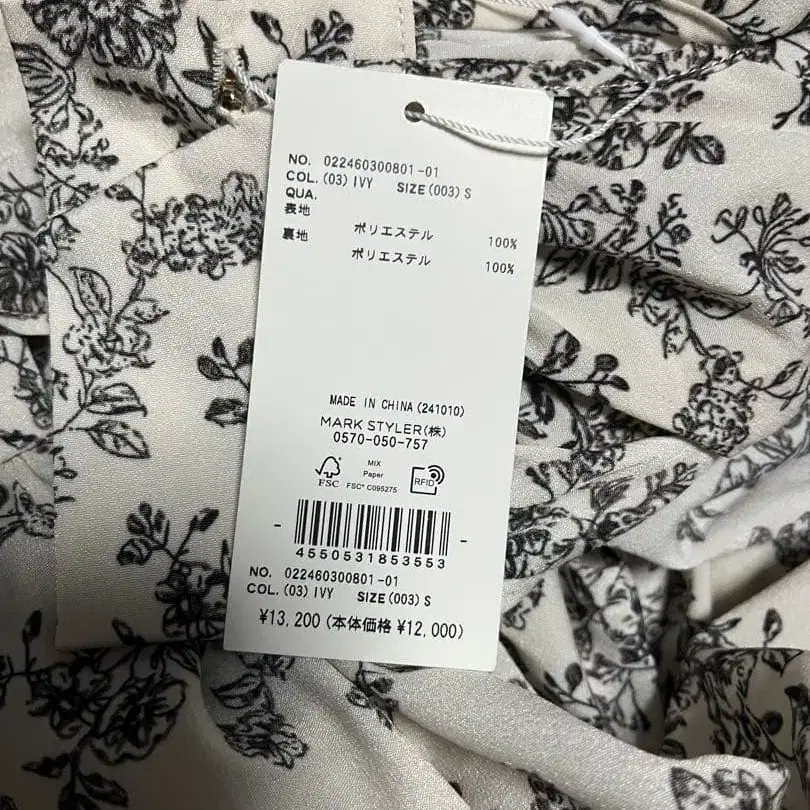 NO. 022460300801-01
COL. (03) IVY SIZE (003) S
QUA.
表地 ポリエステル 100%
裏地 ポリエステル 100%
MADE IN CHINA (241010)
MARK STYLER(株)
0570-050-757
FSC
MIX
Paper
FSC® C095275
RFID
4550531853553
NO. 022460300801-01
COL. (03) IVY SIZE (003) S
¥13,200 (本体価格 ¥12,000)